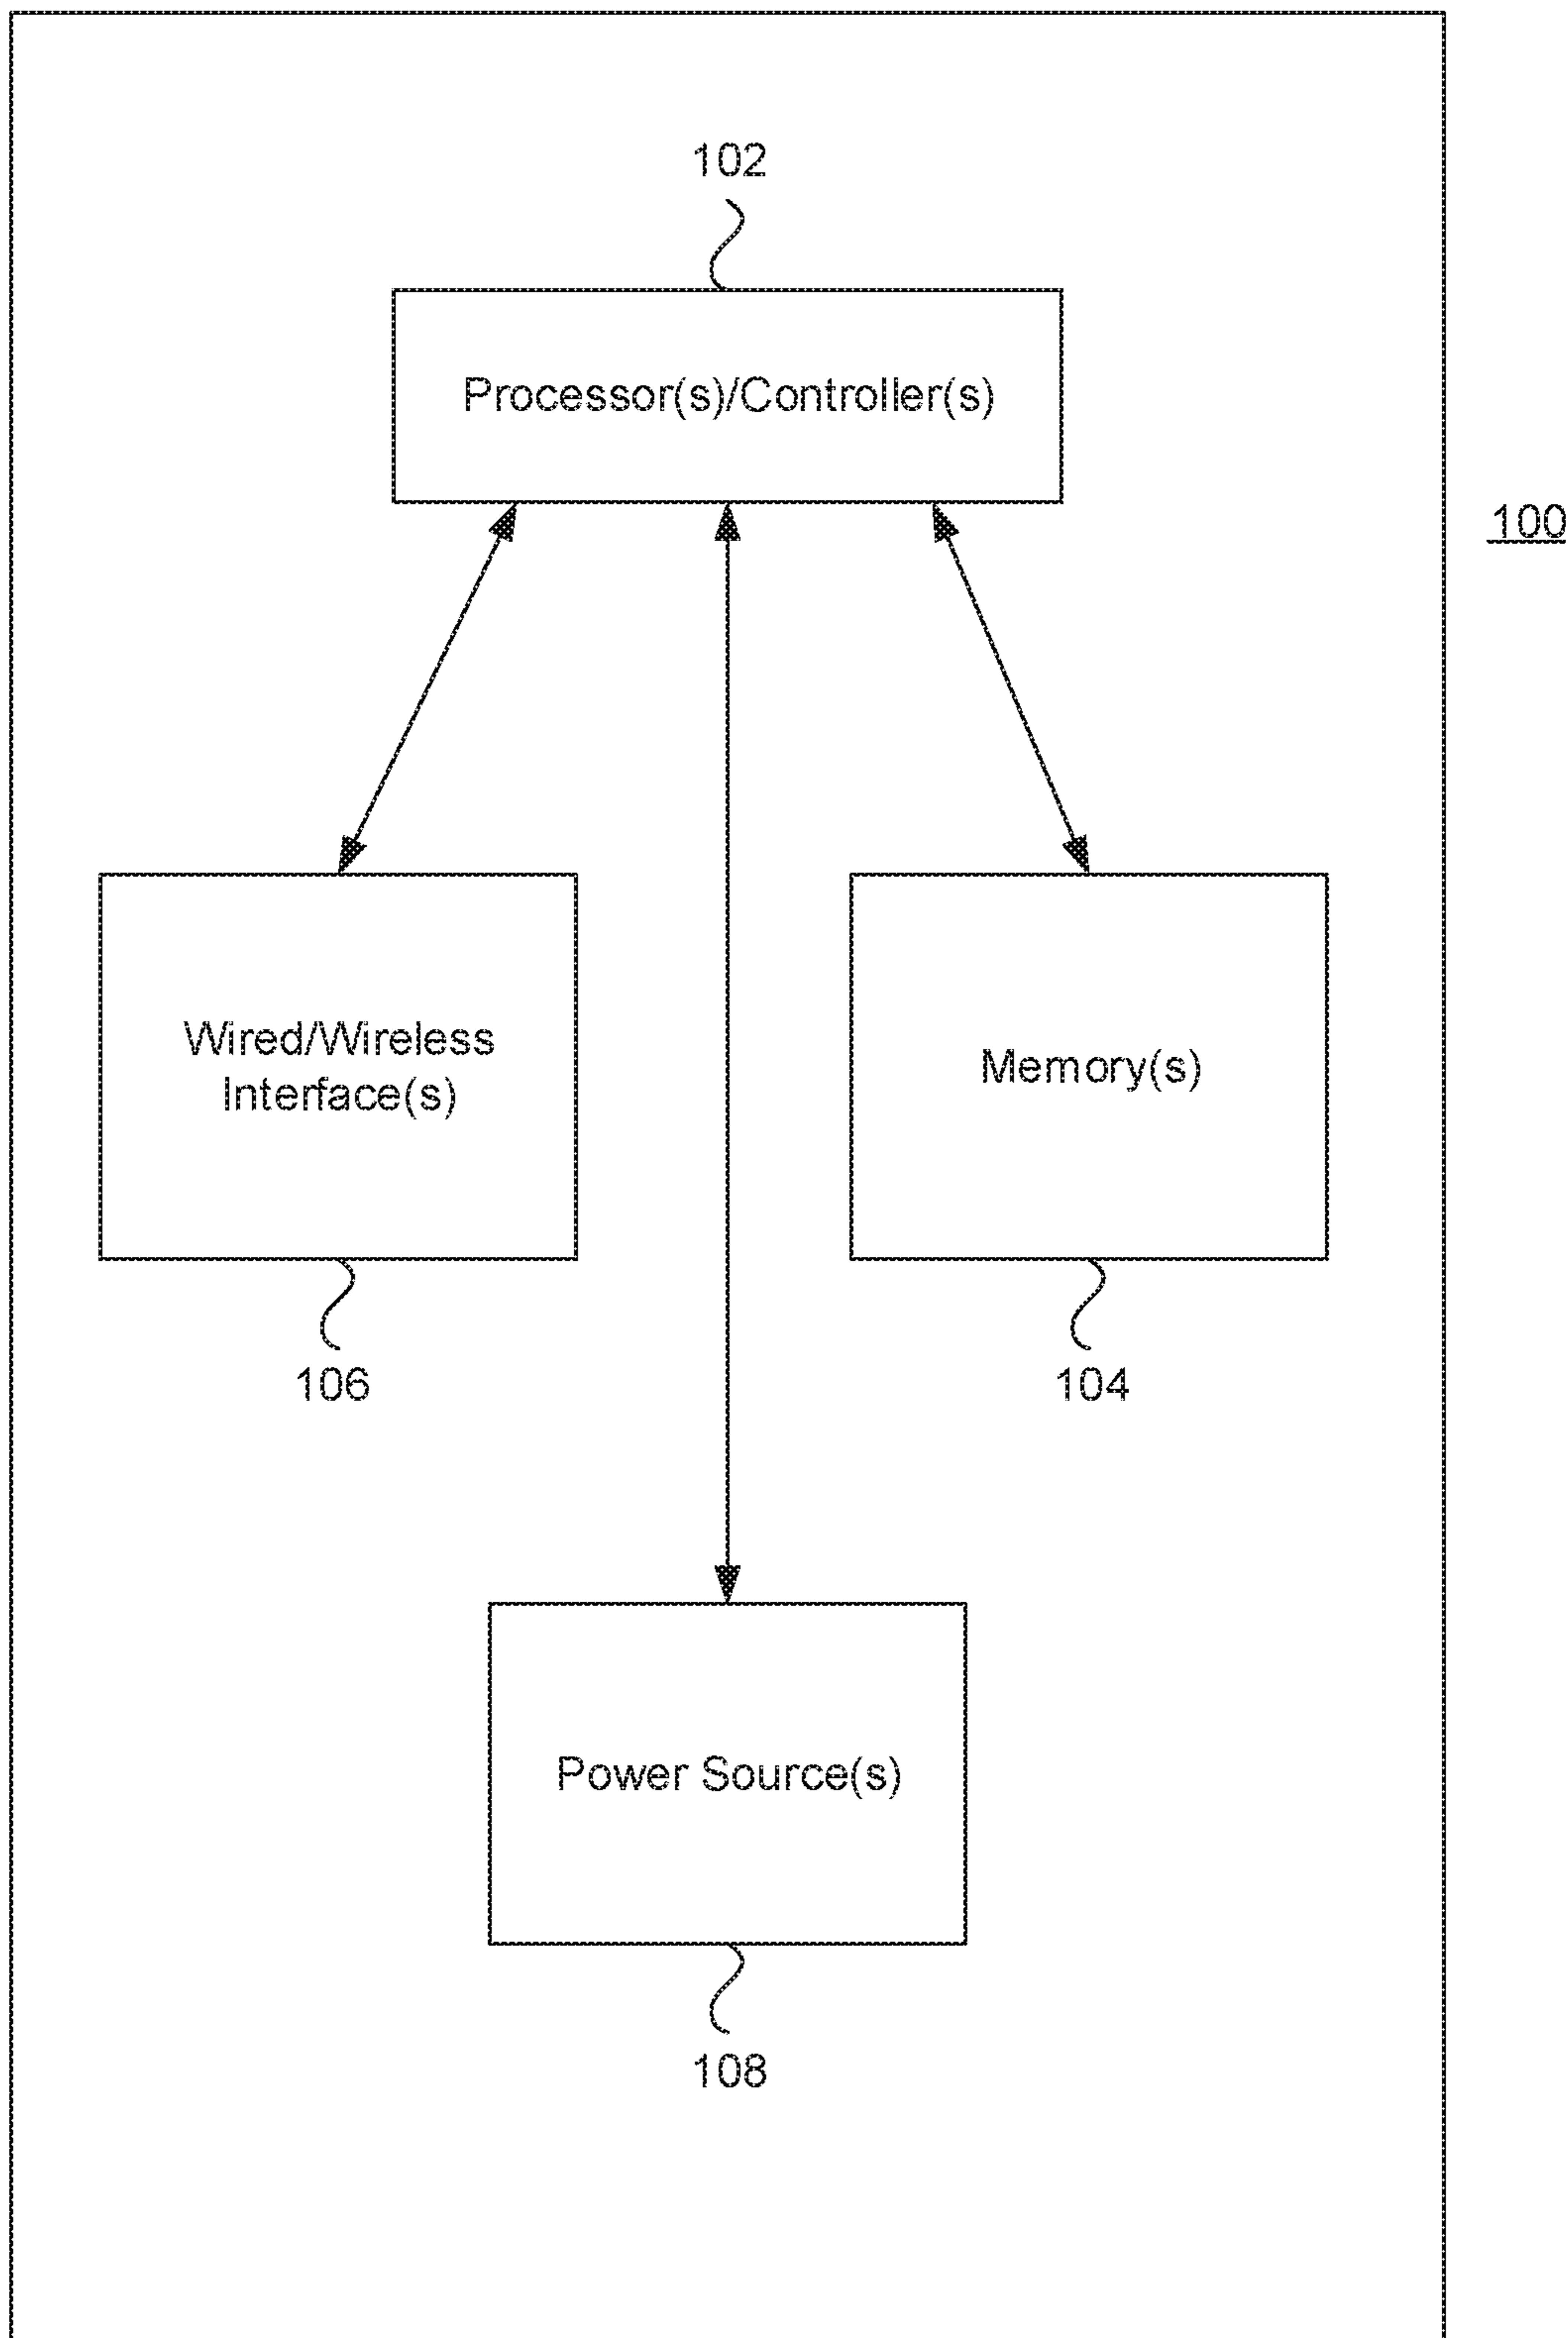 102
Processor(s)/Controller(s)
100
Wired/Wireless
Interface(s)
Memory(s)
106
104
Power Source(s)
108